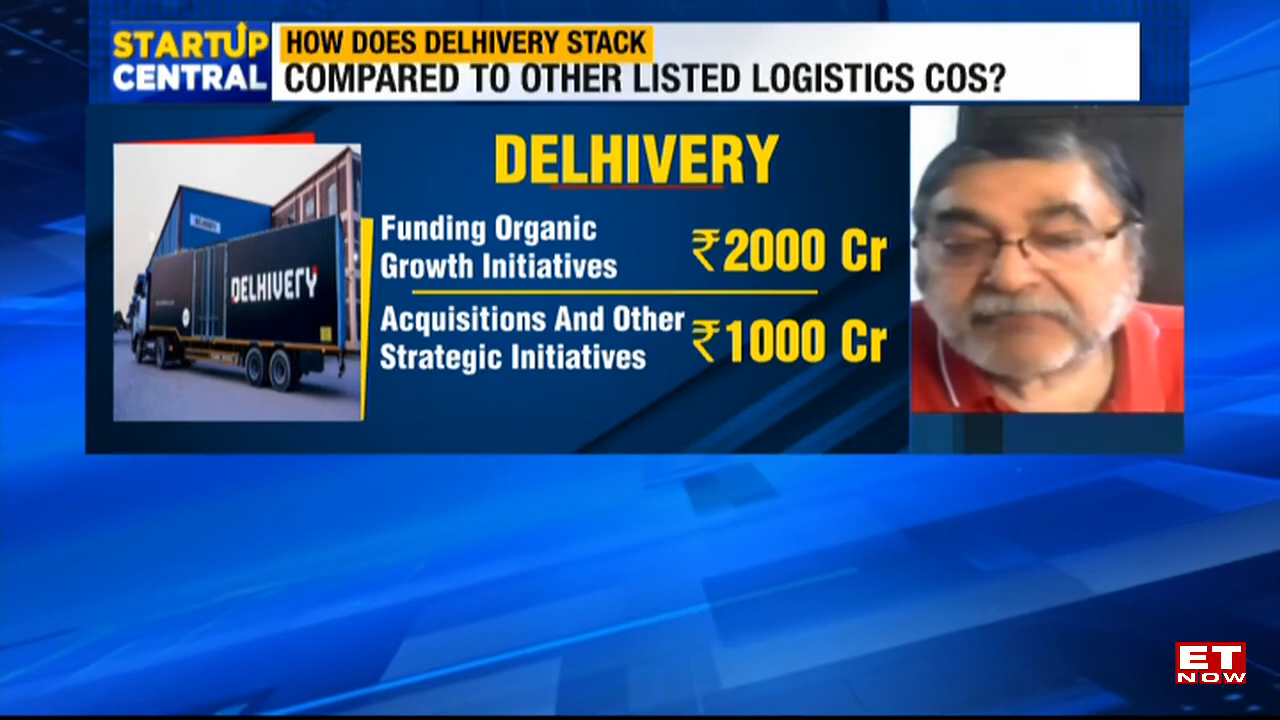 STARTUP
CENTRAL
HOW DOES DELHIVERY STACK
COMPARED TO OTHER LISTED LOGISTICS COS?
DELHIVERY
Funding Organic
Growth Initiatives
₹2000 Cr
Acquisitions And Other
Strategic Initiatives
₹1000 Cr
DELHIVERY
DELHIVERY
ET
NOW